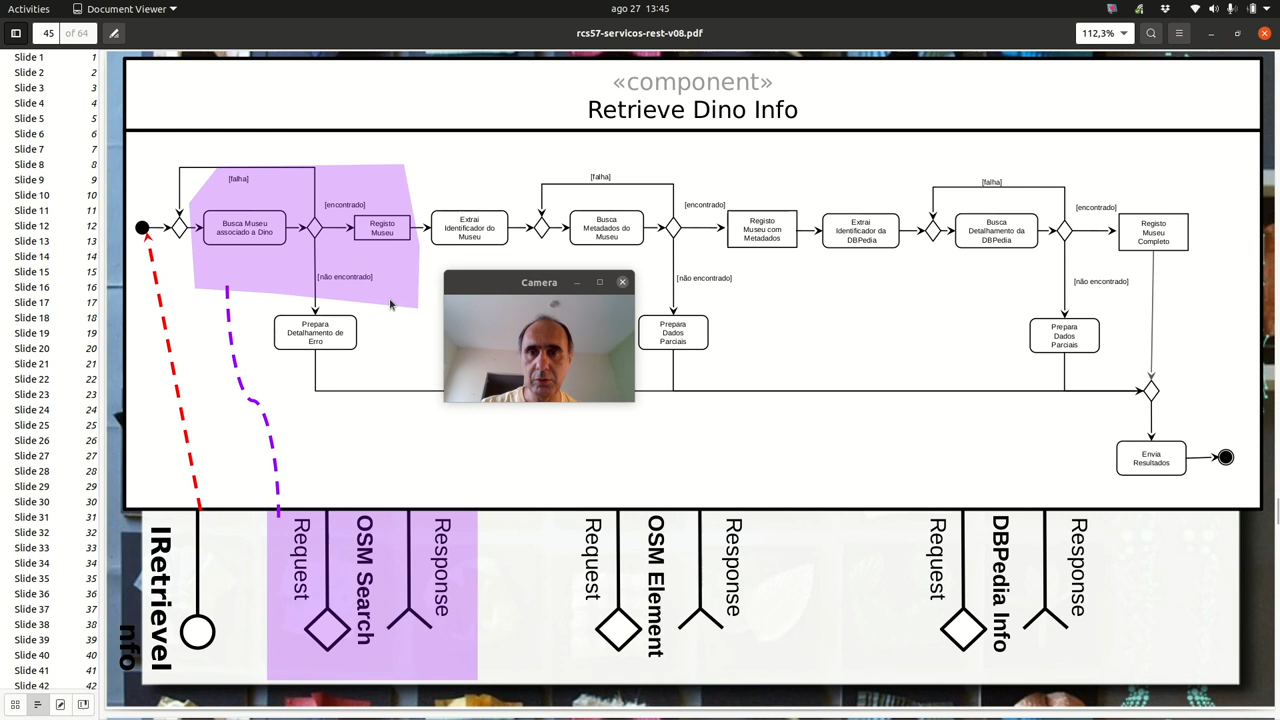 Activities
Document Viewer
ago 27 13:45
45
of 64
rcs57-servicos-rest-v08.pdf
112,3%
Slide 1 1
Slide 2 2
Slide 3 3
Slide 4 4
Slide 5 5
Slide 6 6
Slide 7 7
Slide 8 8
Slide 9 9
Slide 10 10
Slide 11 11
Slide 12 12
Slide 13 13
Slide 14 14
Slide 15 15
Slide 16 16
Slide 17 17
Slide 18 18
Slide 19 19
Slide 20 20
Slide 21 21
Slide 22 22
Slide 23 23
Slide 24 24
Slide 25 25
Slide 26 26
Slide 27 27
Slide 28 28
Slide 29 29
Slide 30 30
Slide 31 31
Slide 32 32
Slide 33 33
Slide 34 34
Slide 35 35
Slide 36 36
Slide 37 37
Slide 38 38
Slide 39 39
Slide 40 40
Slide 41 41
Slide 42 42
«component»
Retrieve Dino Info
[falha]
Busca Museu
associado a Dino
[encontrado]
Registo
Museu
[não encontrado]
Prepara
Detalhamento de
Erro
Extrai
Identificador do
Museu
[falha]
Busca
Metadados do
Museu
[encontrado]
Registo
Museu com
Metadados
[não encontrado]
Prepara
Dados
Parciais
Extrai
Identificador da
DBPedia
[falha]
Busca
Detalhamento da
DBPedia
[encontrado]
Registo
Museu
Completo
[não encontrado]
Prepara
Dados
Parciais
Envia
Resultados
Camera
IRetrieveI
nfo
Request
OSM Search
Response
Request
OSM Element
Response
Request
DBPedia Info
Response